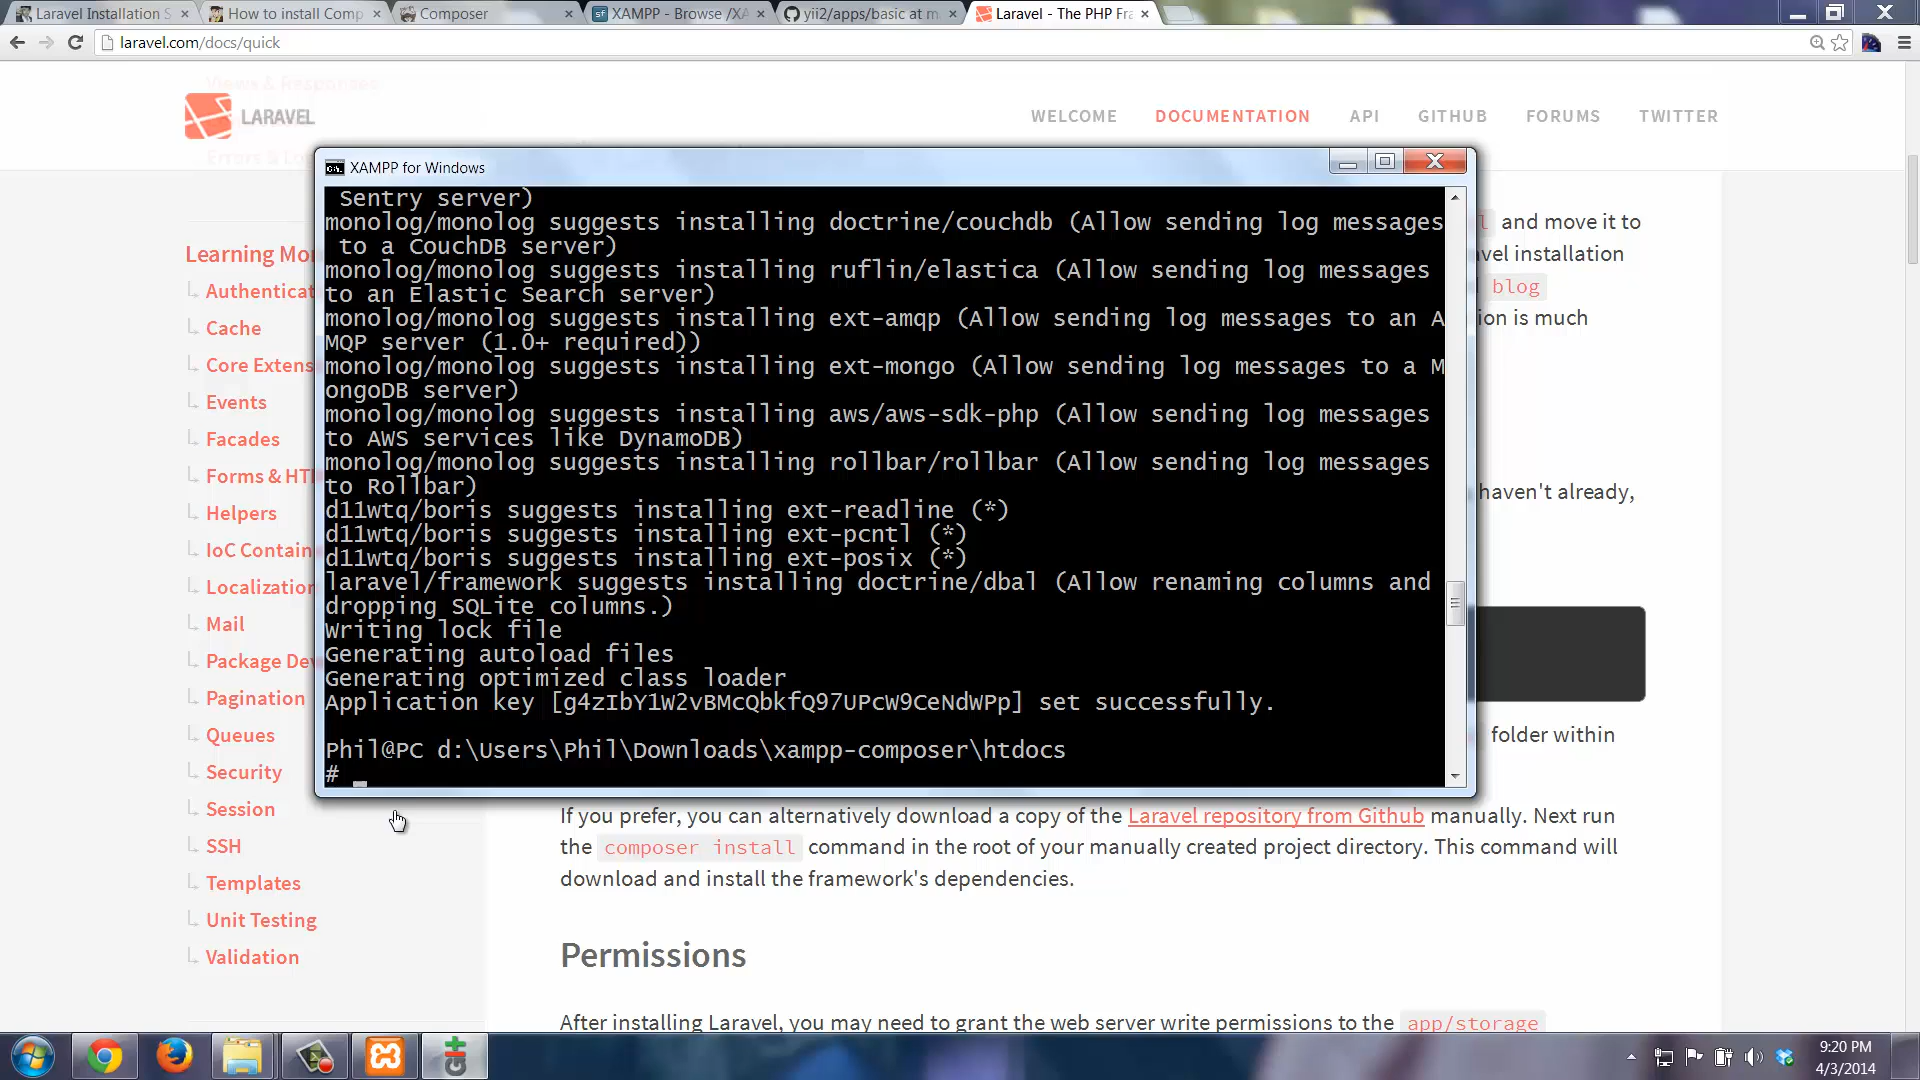 Laravel Installation S
How to install Comp
Composer
XAMPP - Browse /XA
yii2/apps/basic at m
Laravel - The PHP Fra
laravel.com/docs/quick
Views & Responses
LARAVEL
WELCOME
DOCUMENTATION
API
GITHUB
FORUMS
TWITTER
Errors & Lo
XAMPP for Windows
Sentry server)
monolog/monolog suggests installing doctrine/couchdb (Allow sending log messages
to a CouchDB server)
monolog/monolog suggests installing ruflin/elastica (Allow sending log messages
to an Elastic Search server)
monolog/monolog suggests installing ext-amqp (Allow sending log messages to an A
MQP server (1.0+ required))
monolog/monolog suggests installing ext-mongo (Allow sending log messages to a M
ongoDB server)
monolog/monolog suggests installing aws/aws-sdk-php (Allow sending log messages
to AWS services like DynamoDB)
monolog/monolog suggests installing rollbar/rollbar (Allow sending log messages
to Rollbar)
d11wtq/boris suggests installing ext-readline (*)
d11wtq/boris suggests installing ext-pcntl (*)
d11wtq/boris suggests installing ext-posix (*)
laravel/framework suggests installing doctrine/dbal (Allow renaming columns and
dropping SQLite columns.)
Writing lock file
Generating autoload files
Generating optimized class loader
Application key [g4zIbY1W2vBMcQbkfQ97UPcW9CeNdWPp] set successfully.
Phil@PC d:\Users\Phil\Downloads\xampp-composer\htdocs
#
Learning Mo
Authenticat
Cache
Core Extens
Events
Facades
Forms & HT
Helpers
IoC Contain
Localization
Mail
Package Dev
Pagination
Queues
Security
Session
SSH
Templates
Unit Testing
Validation
l and move it to
vel installation
blog
ion is much
haven't already,
folder within
If you prefer, you can alternatively download a copy of the Laravel repository from Github manually. Next run
the composer install command in the root of your manually created project directory. This command will
download and install the framework's dependencies.
Permissions
After installing Laravel, you may need to grant the web server write permissions to the app/storage
9:20 PM
4/3/2014